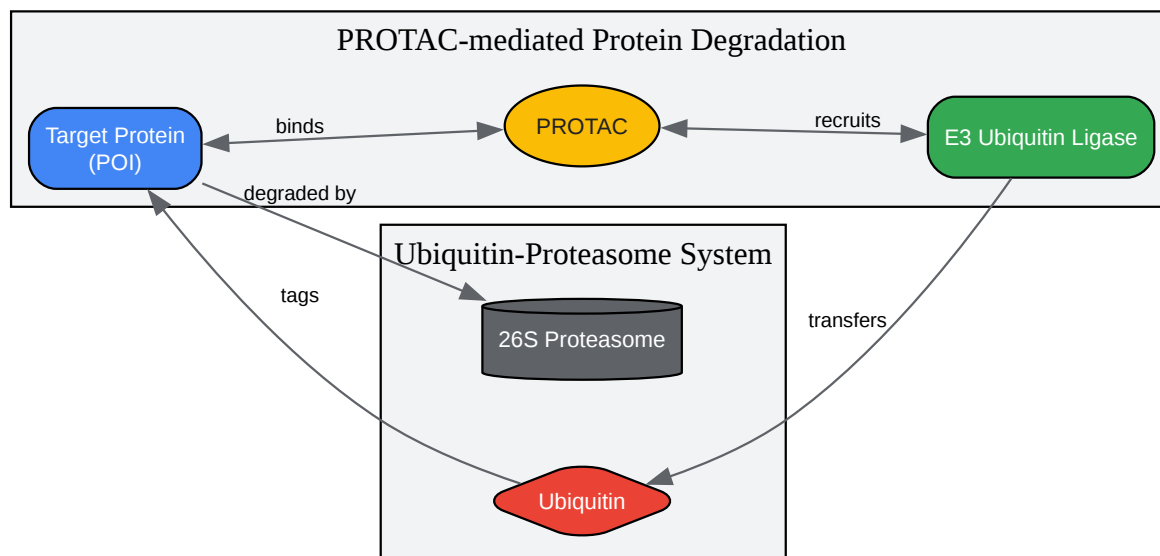 PROTAC-mediated Protein Degradation
Target Protein
(POI)
binds
PROTAC
recruits
E3 Ubiquitin Ligase
degraded by
Ubiquitin-Proteasome System
tags
26S Proteasome
transfers
Ubiquitin